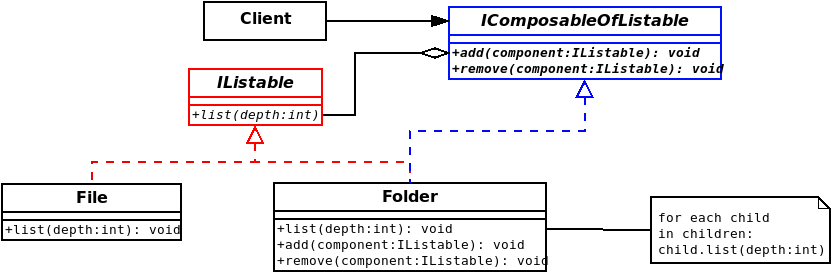 Client
IComposableOfListable
+add(component:IListable): void
+remove(component:IListable): void
IListable
+list(depth:int)
File
+list(depth:int): void
Folder
+list(depth:int): void
+add(component:IListable): void
+remove(component:IListable): void
for each child
in children:
child.list(depth:int)